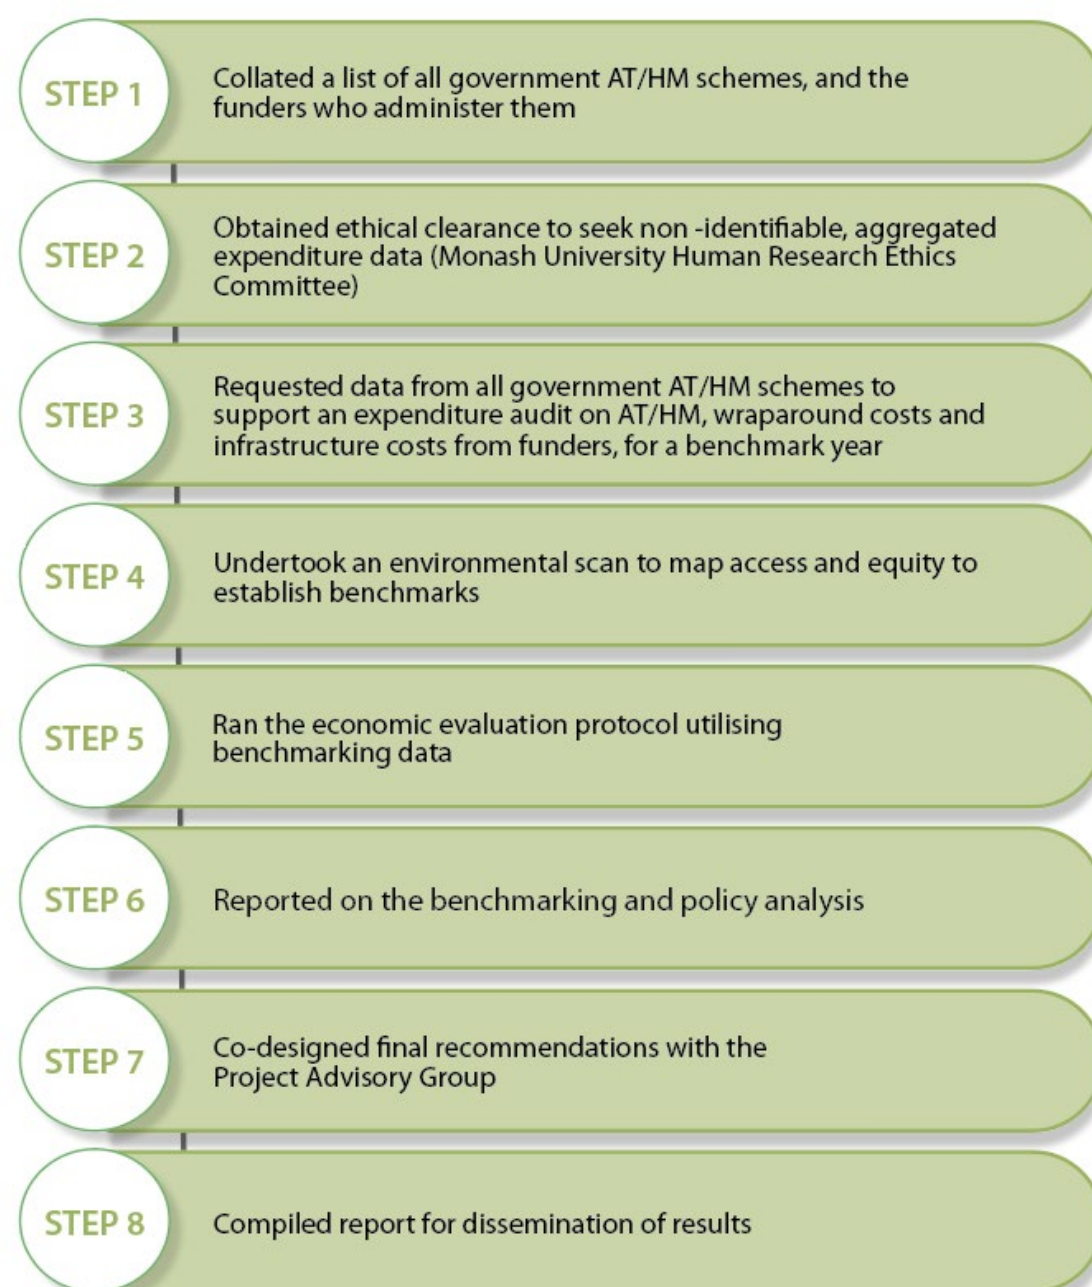 STEP 1
Collated a list of all government AT/HM schemes, and the
funders who administer them
STEP 2
Obtained ethical clearance to seek non -identifiable, aggregated
expenditure data (Monash University Human Research Ethics
Committee)
STEP 3
Requested data from all government AT/HM schemes to
support an expenditure audit on AT/HM, wraparound costs and
infrastructure costs from funders, for a benchmark year
STEP 4
Undertook an environmental scan to map access and equity to
establish benchmarks
STEP 5
Ran the economic evaluation protocol utilising
benchmarking data
STEP 6
Reported on the benchmarking and policy analysis
STEP 7
Co-designed final recommendations with the
Project Advisory Group
STEP 8
Compiled report for dissemination of results